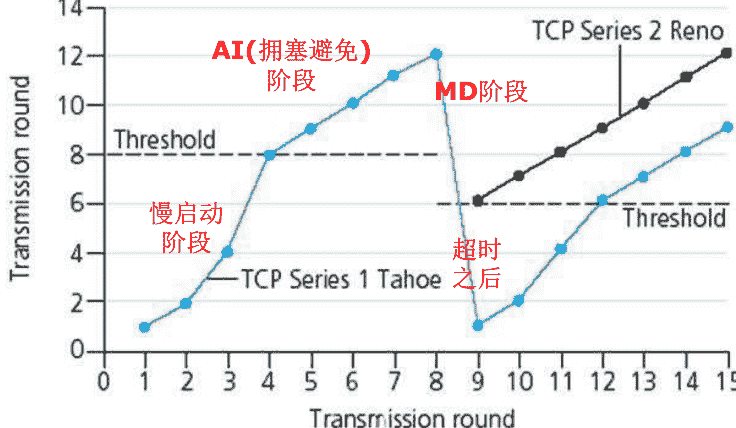 14
12
10
8
6
4
2
0
Transmission round
AI(拥塞避免)
阶段
TCP Series 2 Reno
MD阶段
Threshold
慢启动
阶段
Threshold
超时
之后
TCP Series 1 Tahoe
0 1 2 3 4 5 6 7 8 9 10 11 12 13 14 15
Transmission round